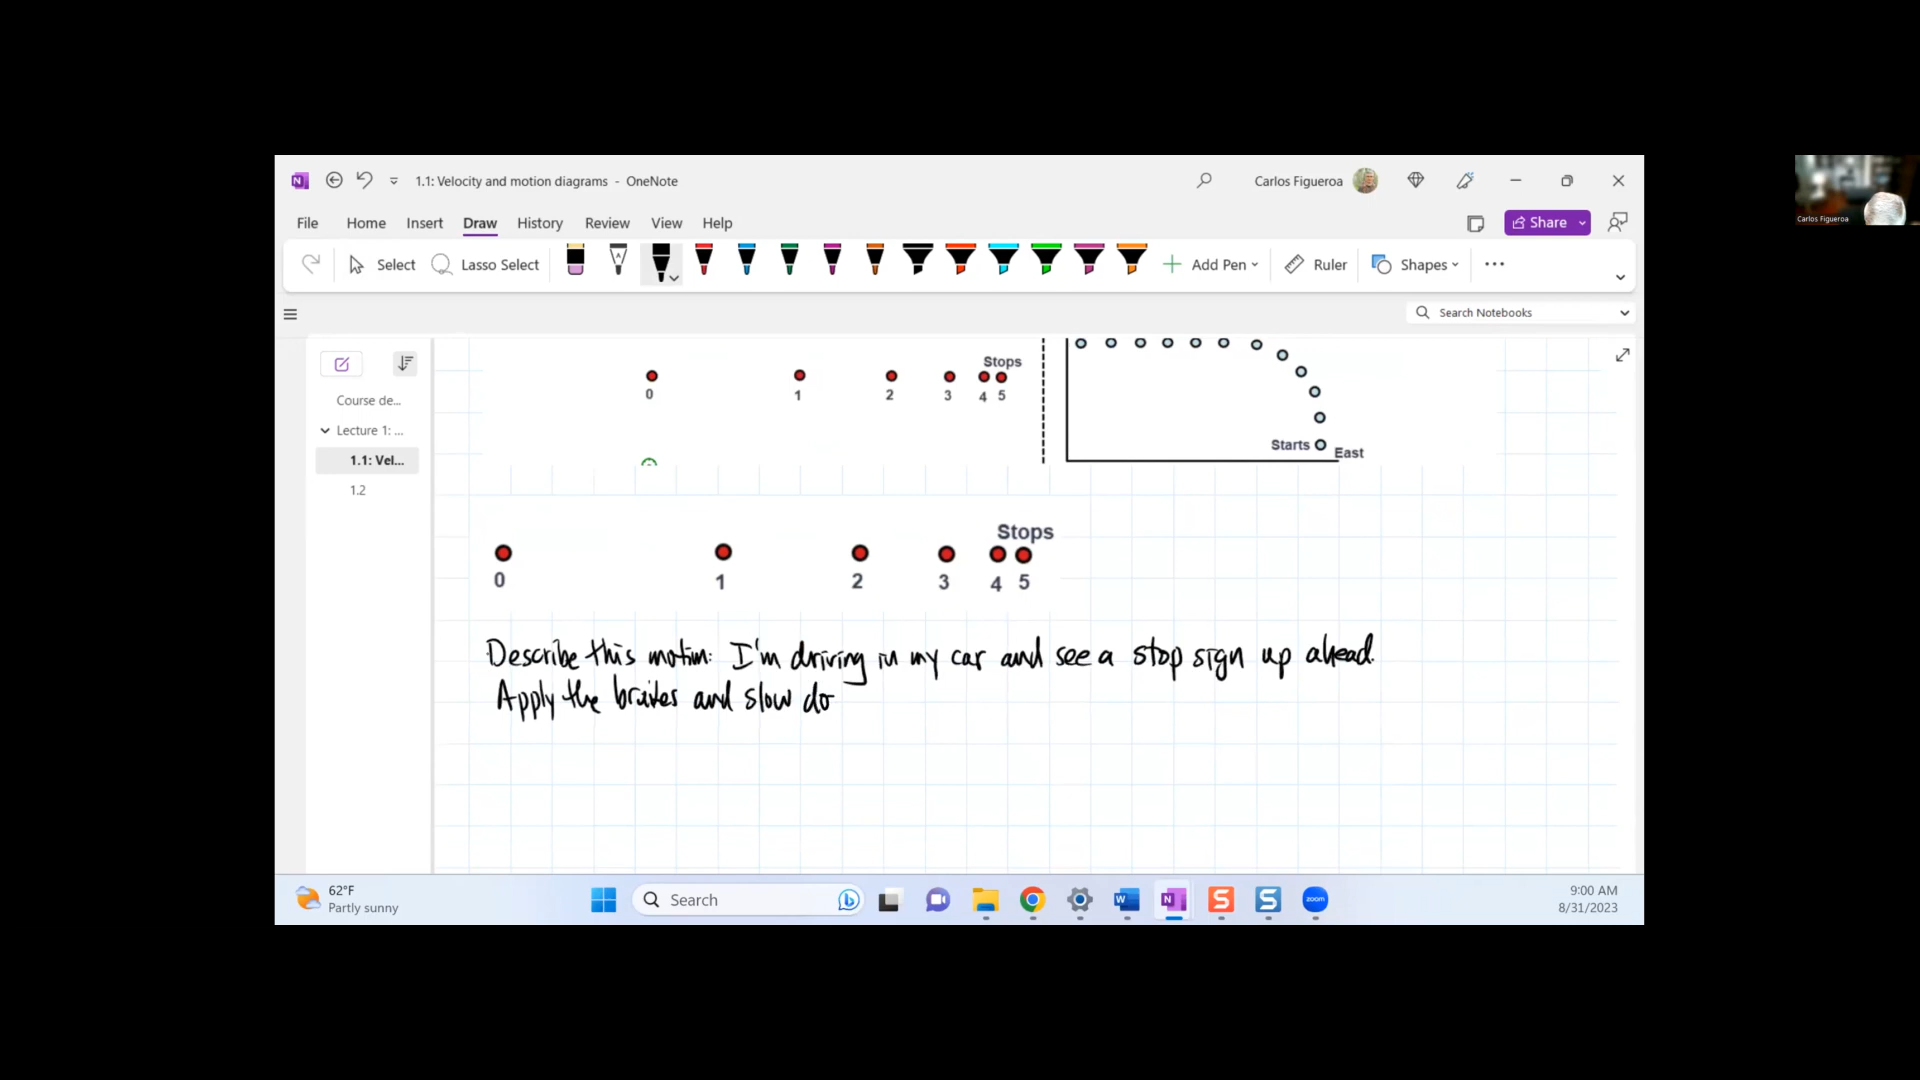 1.1: Velocity and motion diagrams - OneNote
Carlos Figueroa
File Home Insert Draw History Review View Help
Share
Select Lasso Select Add Pen Ruler Shapes
Search Notebooks
Course de...
Lecture 1: ...
1.1: Vel...
1.2
Stops
0 1 2 3 4 5
Starts East
Stops
0 1 2 3 4 5
Describe this motion: I'm driving in my car and see a stop sign up ahead.
Apply the brakes and slow do
62°F
Partly sunny
Search
zoom
9:00 AM
8/31/2023
Carlos Figueroa